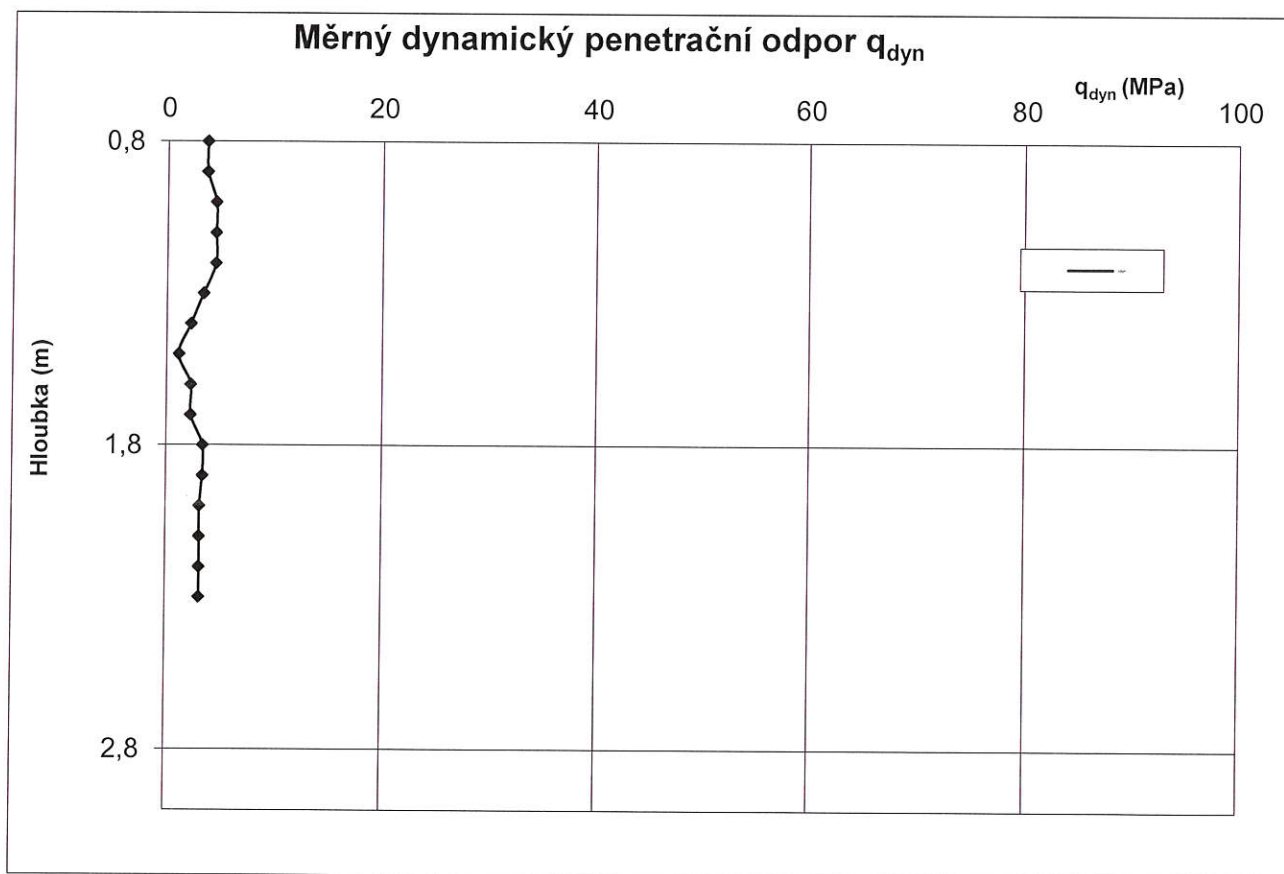 Měrný dynamický penetrační odpor qdyn
qdyn (MPa)
0 20 40 60 80 100
0,8
1,8
2,8
Hloubka (m)